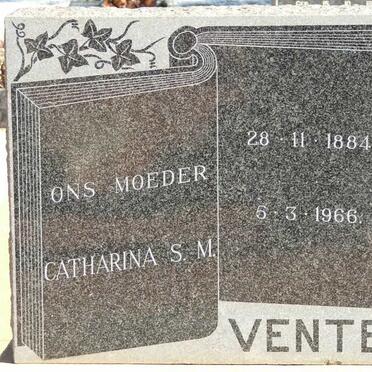 ONS MOEDER
CATHARINA S. M.
28 · 11 · 1884
6 · 3 · 1966.
VENTE